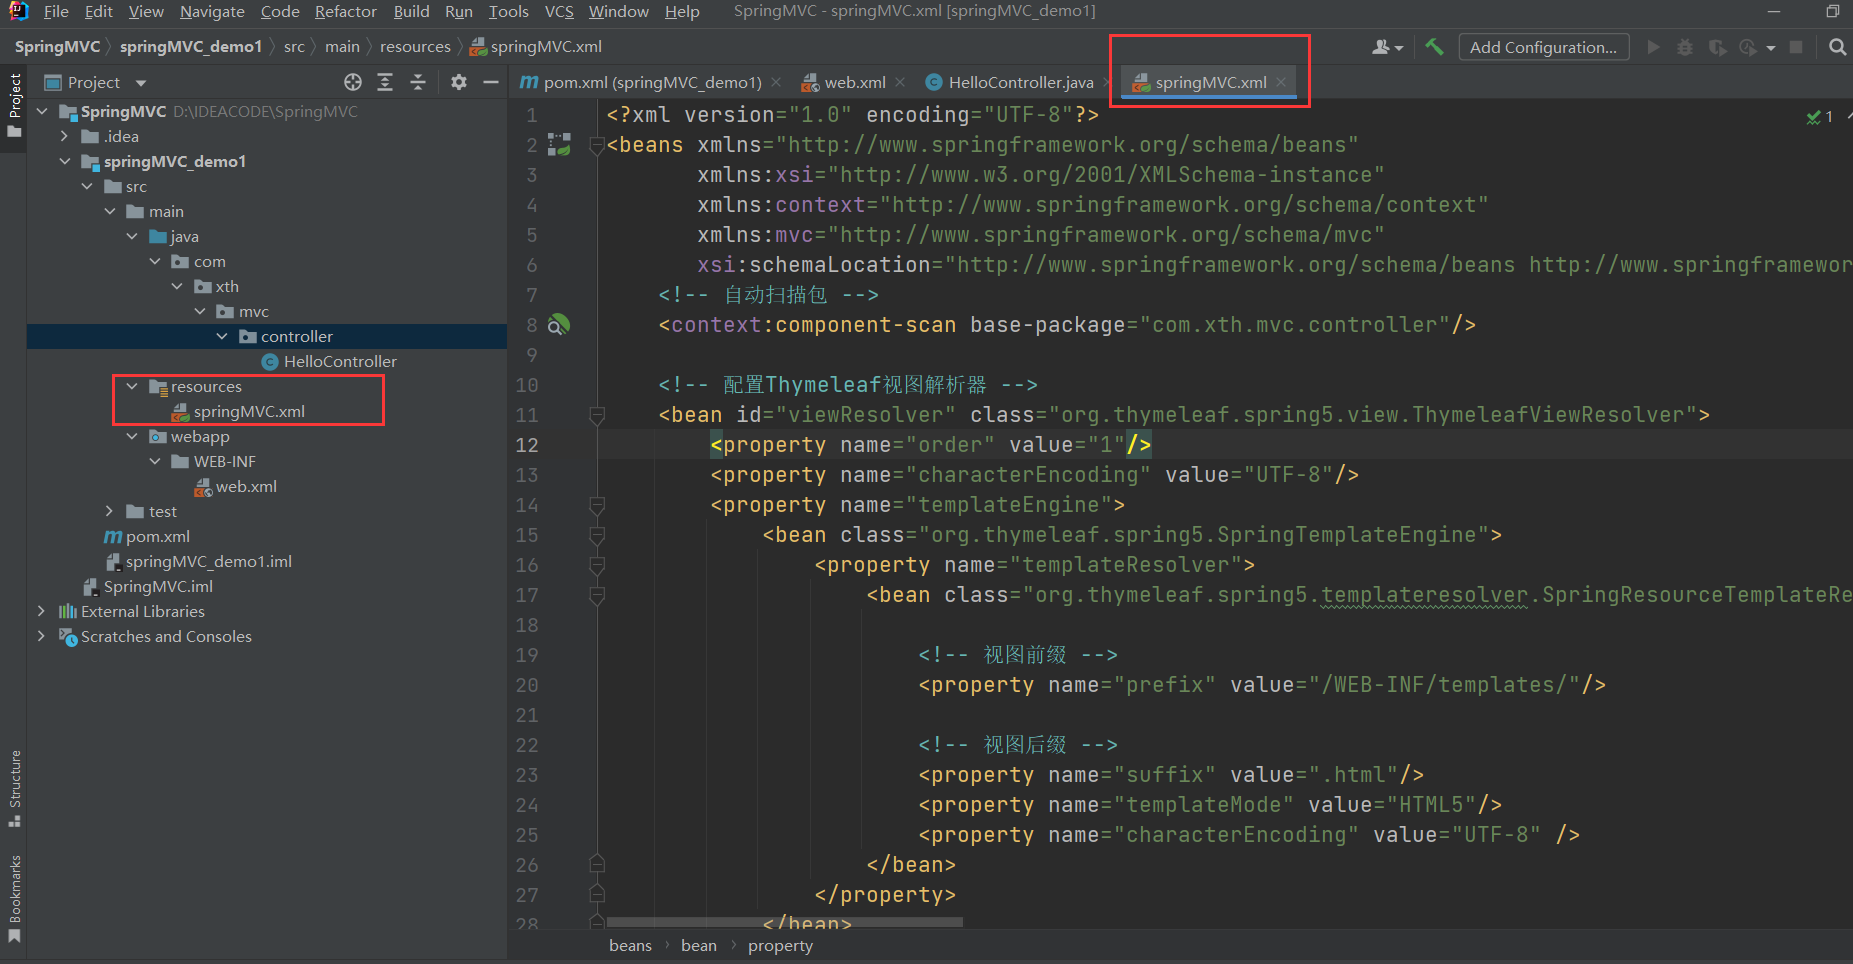 File Edit View Navigate Code Refactor Build Run Tools VCS Window Help SpringMVC - springMVC.xml [springMVC_demo1]
SpringMVC springMVC_demo1 src main resources springMVC.xml Add Configuration...
Project
pom.xml (springMVC_demo1) web.xml HelloController.java springMVC.xml
Project
SpringMVC D:\IDEACODE\SpringMVC
.idea
springMVC_demo1
src
main
java
com
xth
mvc
controller
HelloController
resources
springMVC.xml
webapp
WEB-INF
web.xml
test
pom.xml
springMVC_demo1.iml
SpringMVC.iml
External Libraries
Scratches and Consoles
Structure
Bookmarks
1 <?xml version="1.0" encoding="UTF-8"?>
1
2 <beans xmlns="http://www.springframework.org/schema/beans"
3 xmlns:xsi="http://www.w3.org/2001/XMLSchema-instance"
4 xmlns:context="http://www.springframework.org/schema/context"
5 xmlns:mvc="http://www.springframework.org/schema/mvc"
6 xsi:schemaLocation="http://www.springframework.org/schema/beans http://www.springframewor
7 <!-- 自动扫描包 -->
8 <context:component-scan base-package="com.xth.mvc.controller"/>
9
10 <!-- 配置Thymeleaf视图解析器 -->
11 <bean id="viewResolver" class="org.thymeleaf.spring5.view.ThymeleafViewResolver">
12 <property name="order" value="1"/>
13 <property name="characterEncoding" value="UTF-8"/>
14 <property name="templateEngine">
15 <bean class="org.thymeleaf.spring5.SpringTemplateEngine">
16 <property name="templateResolver">
17 <bean class="org.thymeleaf.spring5.templateresolver.SpringResourceTemplateRe
18
19 <!-- 视图前缀 -->
20 <property name="prefix" value="/WEB-INF/templates/"/>
21
22 <!-- 视图后缀 -->
23 <property name="suffix" value=".html"/>
24 <property name="templateMode" value="HTML5"/>
25 <property name="characterEncoding" value="UTF-8" />
26 </bean>
27 </property>
28 </bean>
beans bean property